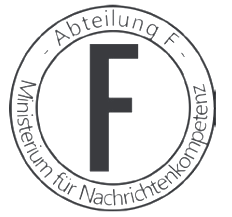 - Abteilung F -
F
Ministerium für Nachrichtenkompetenz